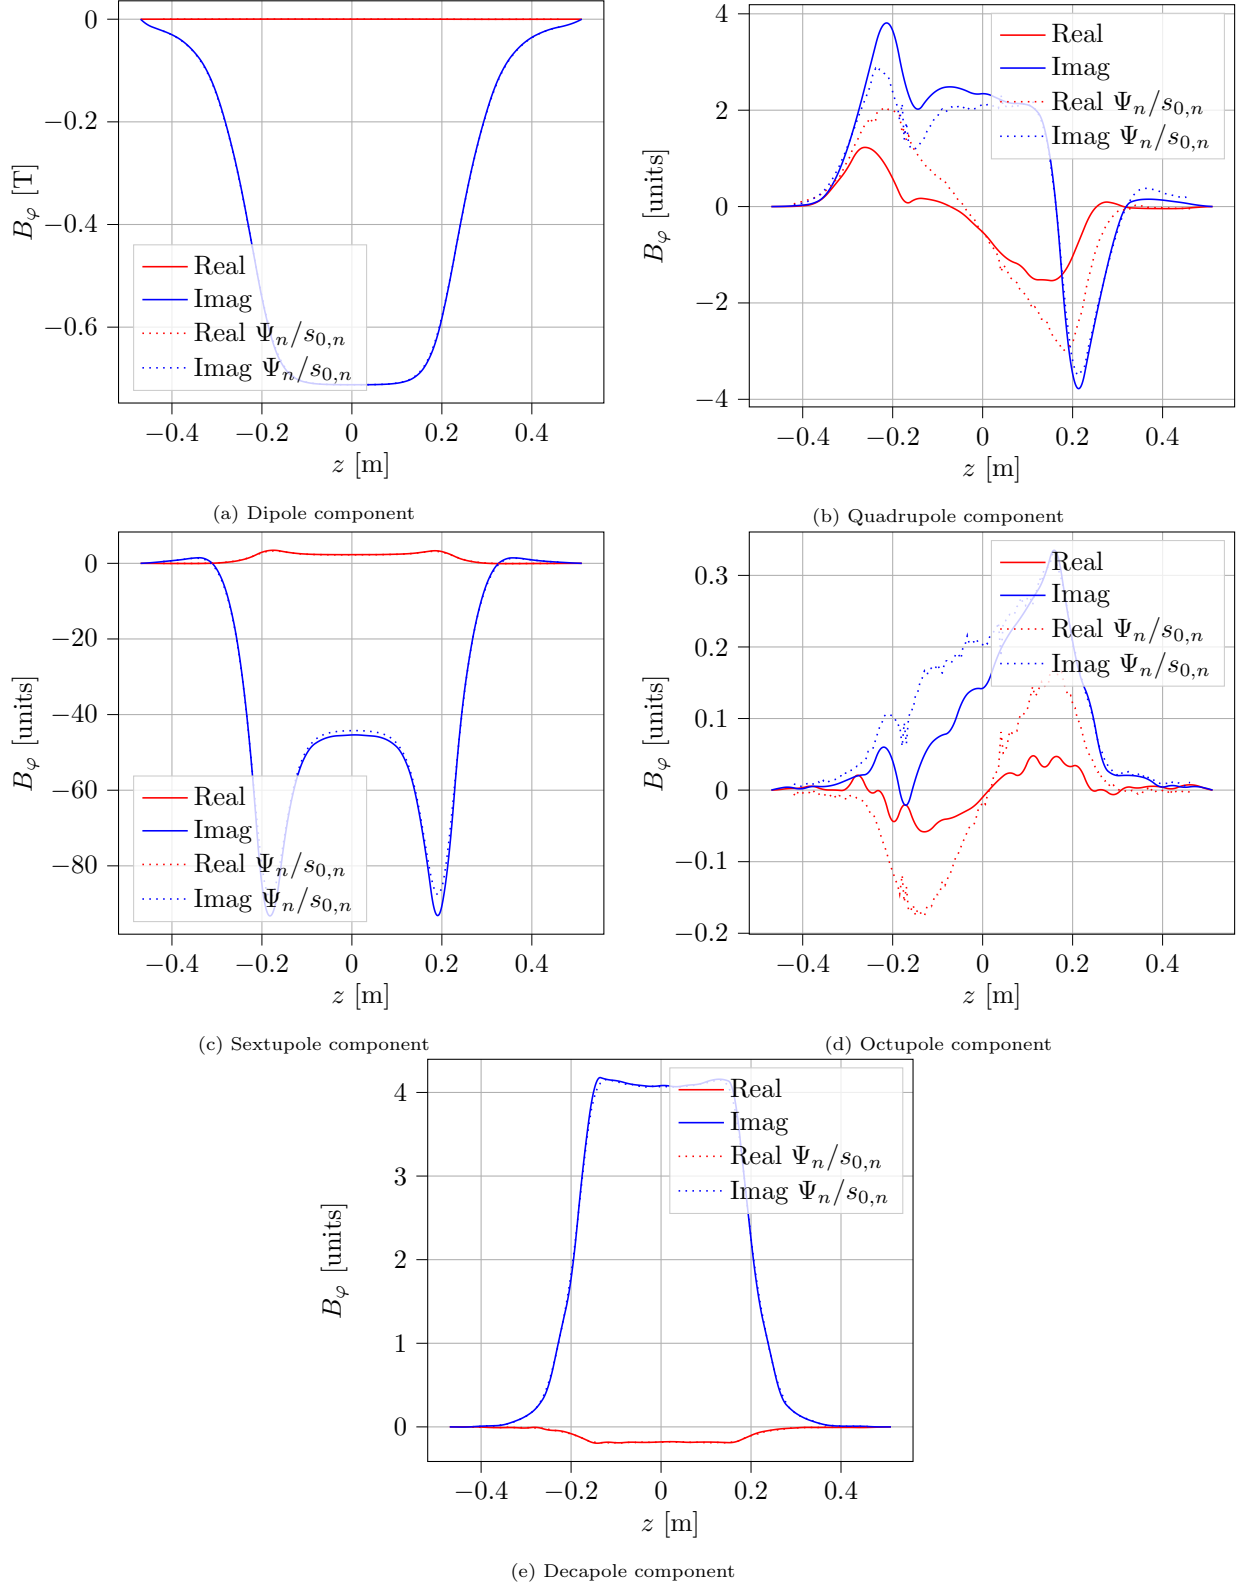 0
−0.2
−0.4
−0.6
B_φ [T]
Real
Imag
Real Ψ_n/s_{0,n}
Imag Ψ_n/s_{0,n}
−0.4 −0.2 0 0.2 0.4
z [m]
(a) Dipole component
4
2
0
−2
−4
B_φ [units]
Real
Imag
Real Ψ_n/s_{0,n}
Imag Ψ_n/s_{0,n}
−0.4 −0.2 0 0.2 0.4
z [m]
(b) Quadrupole component
0
−20
−40
−60
−80
B_φ [units]
Real
Imag
Real Ψ_n/s_{0,n}
Imag Ψ_n/s_{0,n}
−0.4 −0.2 0 0.2 0.4
z [m]
(c) Sextupole component
0.3
0.2
0.1
0
−0.1
−0.2
B_φ [units]
Real
Imag
Real Ψ_n/s_{0,n}
Imag Ψ_n/s_{0,n}
−0.4 −0.2 0 0.2 0.4
z [m]
(d) Octupole component
4
3
2
1
0
B_φ [units]
Real
Imag
Real Ψ_n/s_{0,n}
Imag Ψ_n/s_{0,n}
−0.4 −0.2 0 0.2 0.4
z [m]
(e) Decapole component